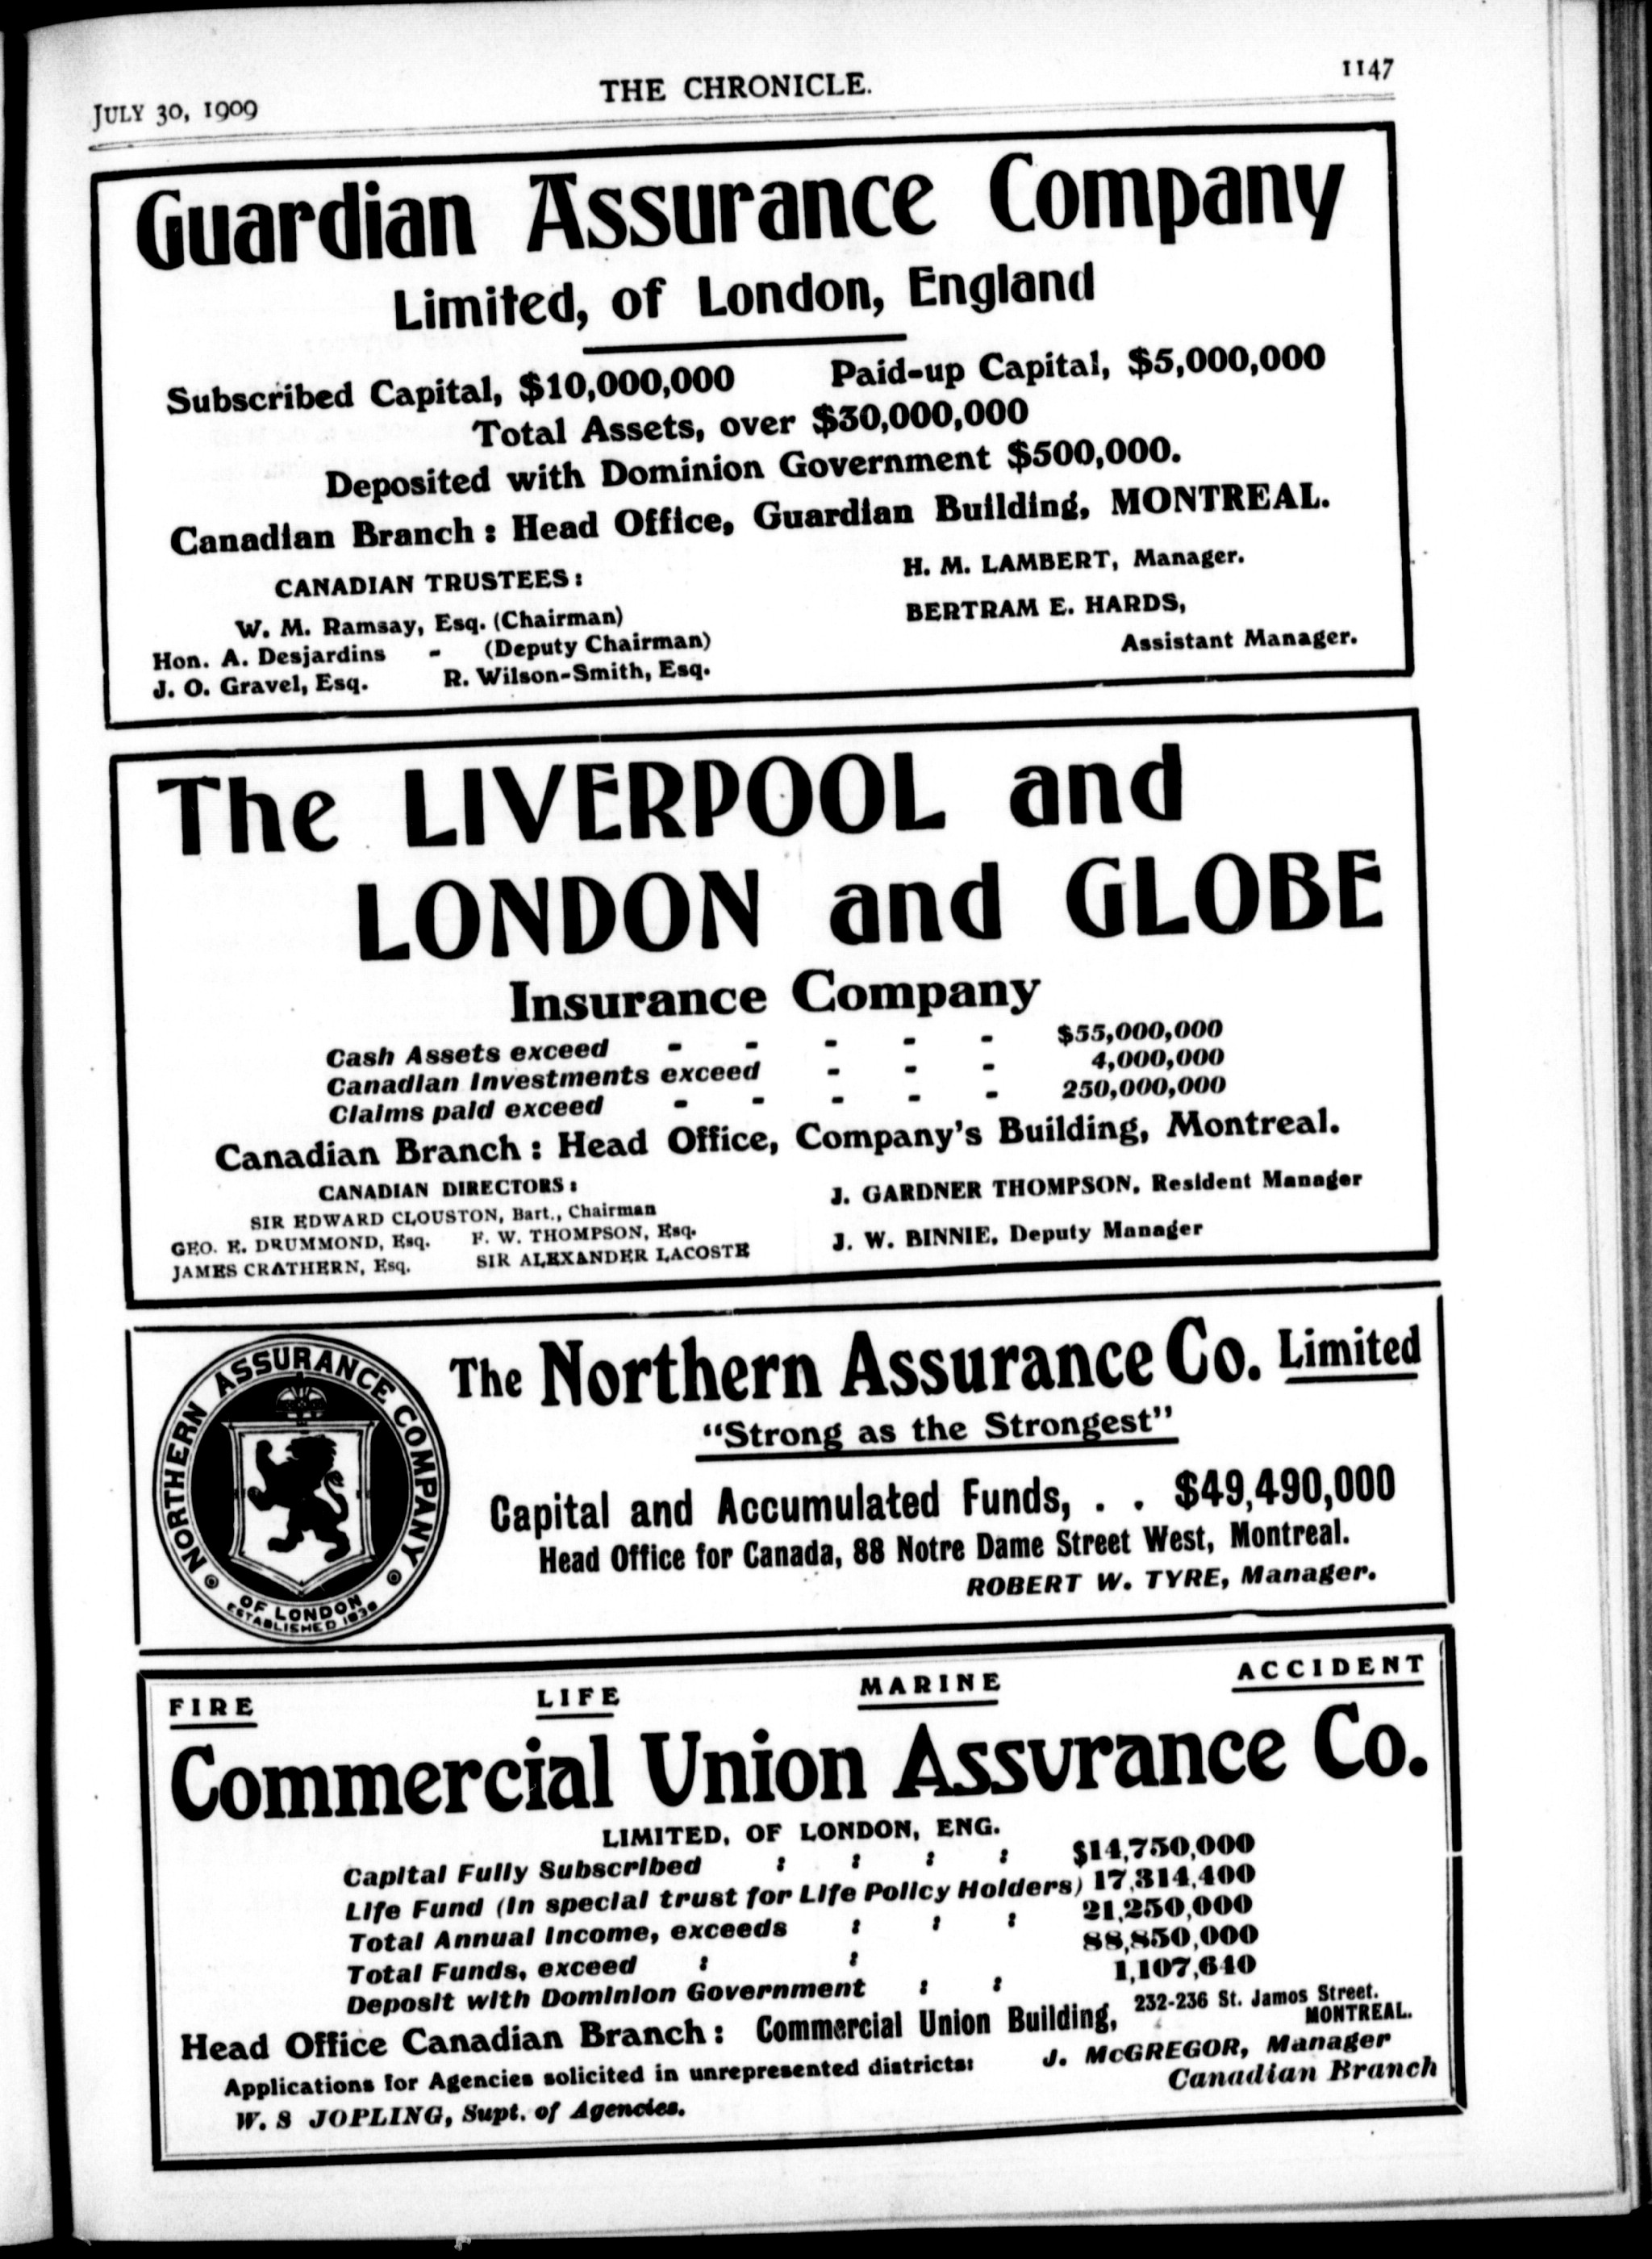 JULY 30, 1909 THE CHRONICLE. 1147
Guardian Assurance Company
Limited, of London, England
Subscribed Capital, $10,000,000 Paid-up Capital, $5,000,000
Total Assets, over $30,000,000
Deposited with Dominion Government $500,000.
Canadian Branch : Head Office, Guardian Building, MONTREAL.
CANADIAN TRUSTEES :
W. M. Ramsay, Esq. (Chairman)
Hon. A. Desjardins - (Deputy Chairman)
J. O. Gravel, Esq. R. Wilson-Smith, Esq.
H. M. LAMBERT, Manager.
BERTRAM E. HARDS,
Assistant Manager.
The LIVERPOOL and
LONDON and GLOBE
Insurance Company
Cash Assets exceed - - - - - $55,000,000
Canadian Investments exceed - - - 4,000,000
Claims paid exceed - - - - - 250,000,000
Canadian Branch : Head Office, Company's Building, Montreal.
CANADIAN DIRECTORS :
SIR EDWARD CLOUSTON, Bart., Chairman
GEO. E. DRUMMOND, Esq. F. W. THOMPSON, Esq.
JAMES CRATHERN, Esq. SIR ALEXANDER LACOSTE
J. GARDNER THOMPSON, Resident Manager
J. W. BINNIE, Deputy Manager
NORTHERN ASSURANCE COMPANY
OF LONDON
ESTABLISHED 1836
The Northern Assurance Co. Limited
"Strong as the Strongest"
Capital and Accumulated Funds, . . $49,490,000
Head Office for Canada, 88 Notre Dame Street West, Montreal.
ROBERT W. TYRE, Manager.
FIRE LIFE MARINE ACCIDENT
Commercial Union Assurance Co.
LIMITED, OF LONDON, ENG.
Capital Fully Subscribed : : : : $14,750,000
Life Fund (In special trust for Life Policy Holders) 17,314,400
Total Annual Income, exceeds : : : 21,250,000
Total Funds, exceed : : 88,850,000
Deposit with Dominion Government : : 1,107,640
Head Office Canadian Branch : Commercial Union Building, 232-236 St. Jamos Street.
MONTREAL.
Applications for Agencies solicited in unrepresented districts:
W. S JOPLING, Supt. of Agencies.
J. McGREGOR, Manager
Canadian Branch